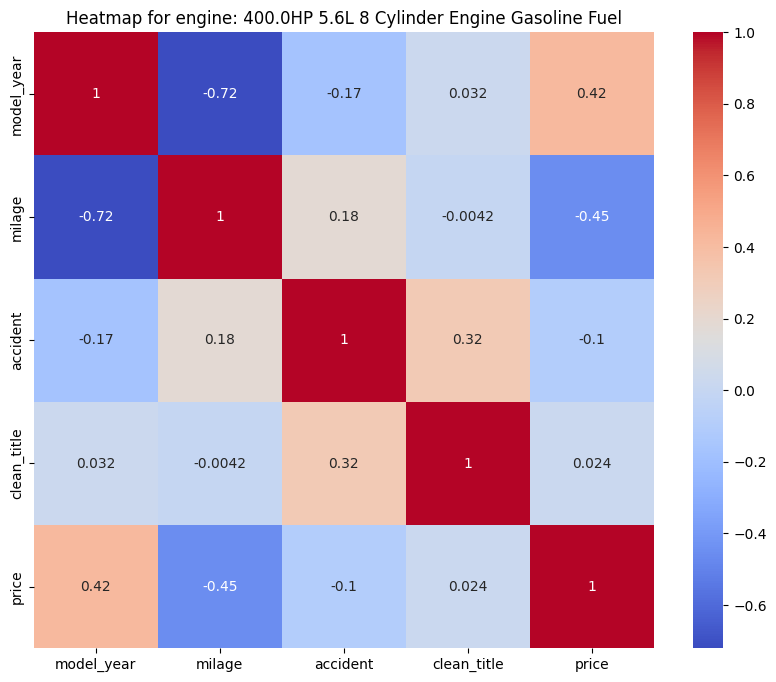 Heatmap for engine: 400.0HP 5.6L 8 Cylinder Engine Gasoline Fuel
model_year 1 -0.72 -0.17 0.032 0.42
milage -0.72 1 0.18 -0.0042 -0.45
accident -0.17 0.18 1 0.32 -0.1
clean_title 0.032 -0.0042 0.32 1 0.024
price 0.42 -0.45 -0.1 0.024 1
model_year milage accident clean_title price
1.0
0.8
0.6
0.4
0.2
0.0
−0.2
−0.4
−0.6